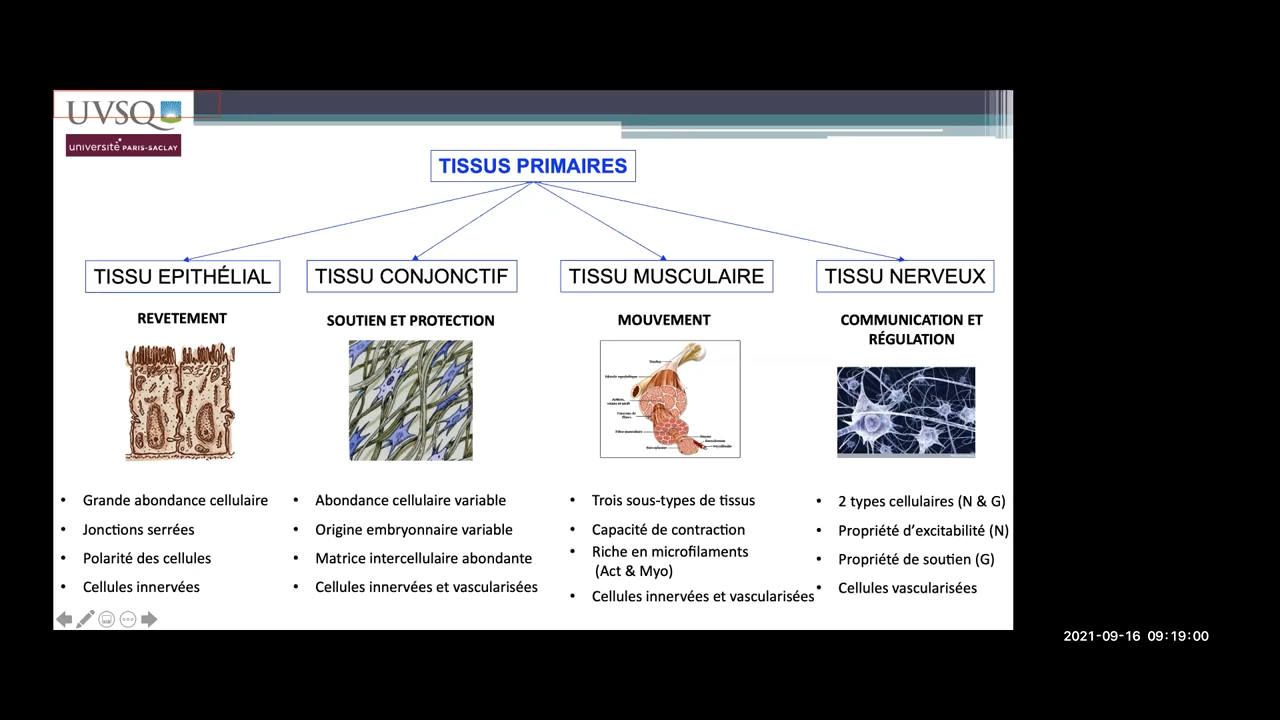 UVSQ
université PARIS-SACLAY
TISSUS PRIMAIRES
TISSU EPITHÉLIAL
REVETEMENT
• Grande abondance cellulaire
• Jonctions serrées
• Polarité des cellules
• Cellules innervées
TISSU CONJONCTIF
SOUTIEN ET PROTECTION
• Abondance cellulaire variable
• Origine embryonnaire variable
• Matrice intercellulaire abondante
• Cellules innervées et vascularisées
TISSU MUSCULAIRE
MOUVEMENT
• Trois sous-types de tissus
• Capacité de contraction
• Riche en microfilaments
(Act & Myo)
• Cellules innervées et vascularisées
TISSU NERVEUX
COMMUNICATION ET
RÉGULATION
• 2 types cellulaires (N & G)
• Propriété d’excitabilité (N)
• Propriété de soutien (G)
• Cellules vascularisées
2021-09-16 09:19:00